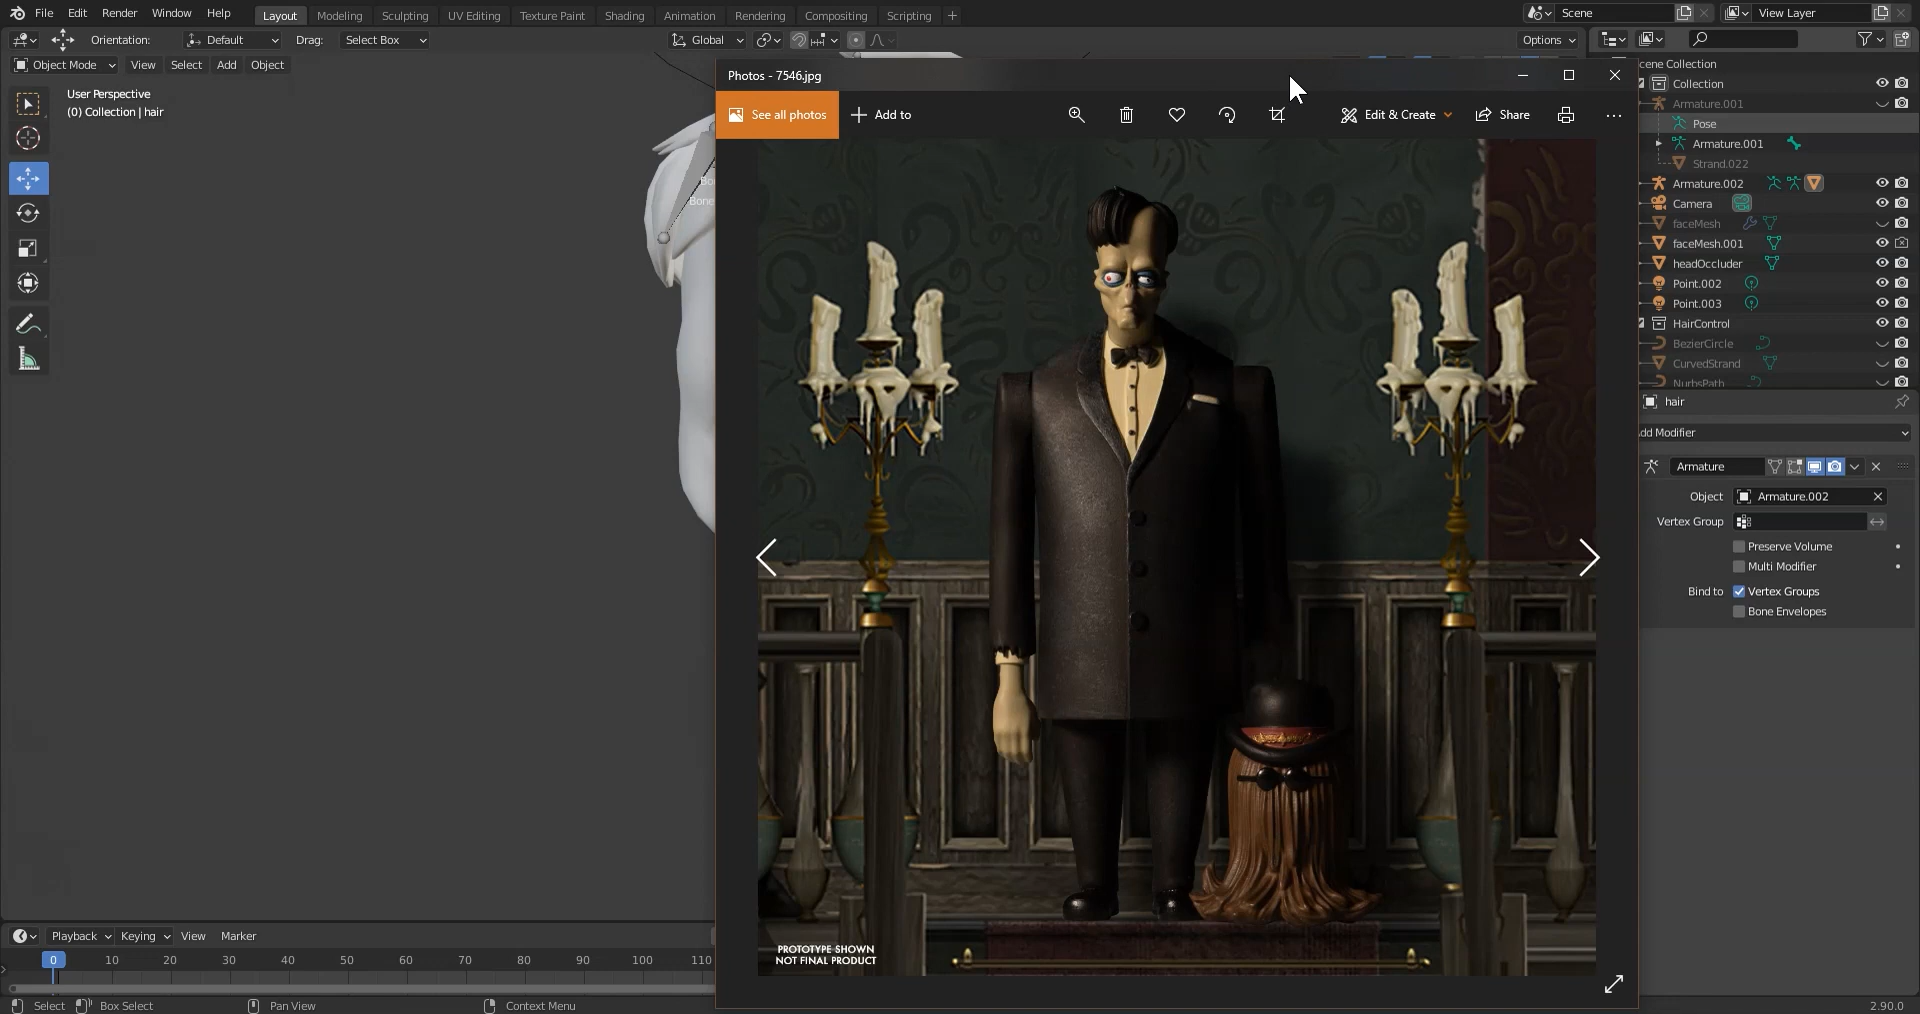 File Edit Render Window Help Layout Modeling Sculpting UV Editing Texture Paint Shading Animation Rendering Compositing Scripting + Scene View Layer
Orientation: Default Drag: Select Box Global Options
Object Mode View Select Add Object
User Perspective
(0) Collection | hair
Photos - 7546.jpg
See all photos Add to Edit & Create Share
Bone
PROTOTYPE SHOWN
NOT FINAL PRODUCT
cene Collection
Collection
Armature.001
Pose
Armature.001
Strand.022
Armature.002
Camera
faceMesh
faceMesh.001
headOccluder
Point.002
Point.003
HairControl
BezierCircle
CurvedStrand
NurbsPath
hair
dd Modifier
Armature
Object Armature.002
Vertex Group
Preserve Volume
Multi Modifier
Bind to Vertex Groups
Bone Envelopes
Playback Keying View Marker
0 10 20 30 40 50 60 70 80 90 100 110
Select Box Select Pan View Context Menu 2.90.0